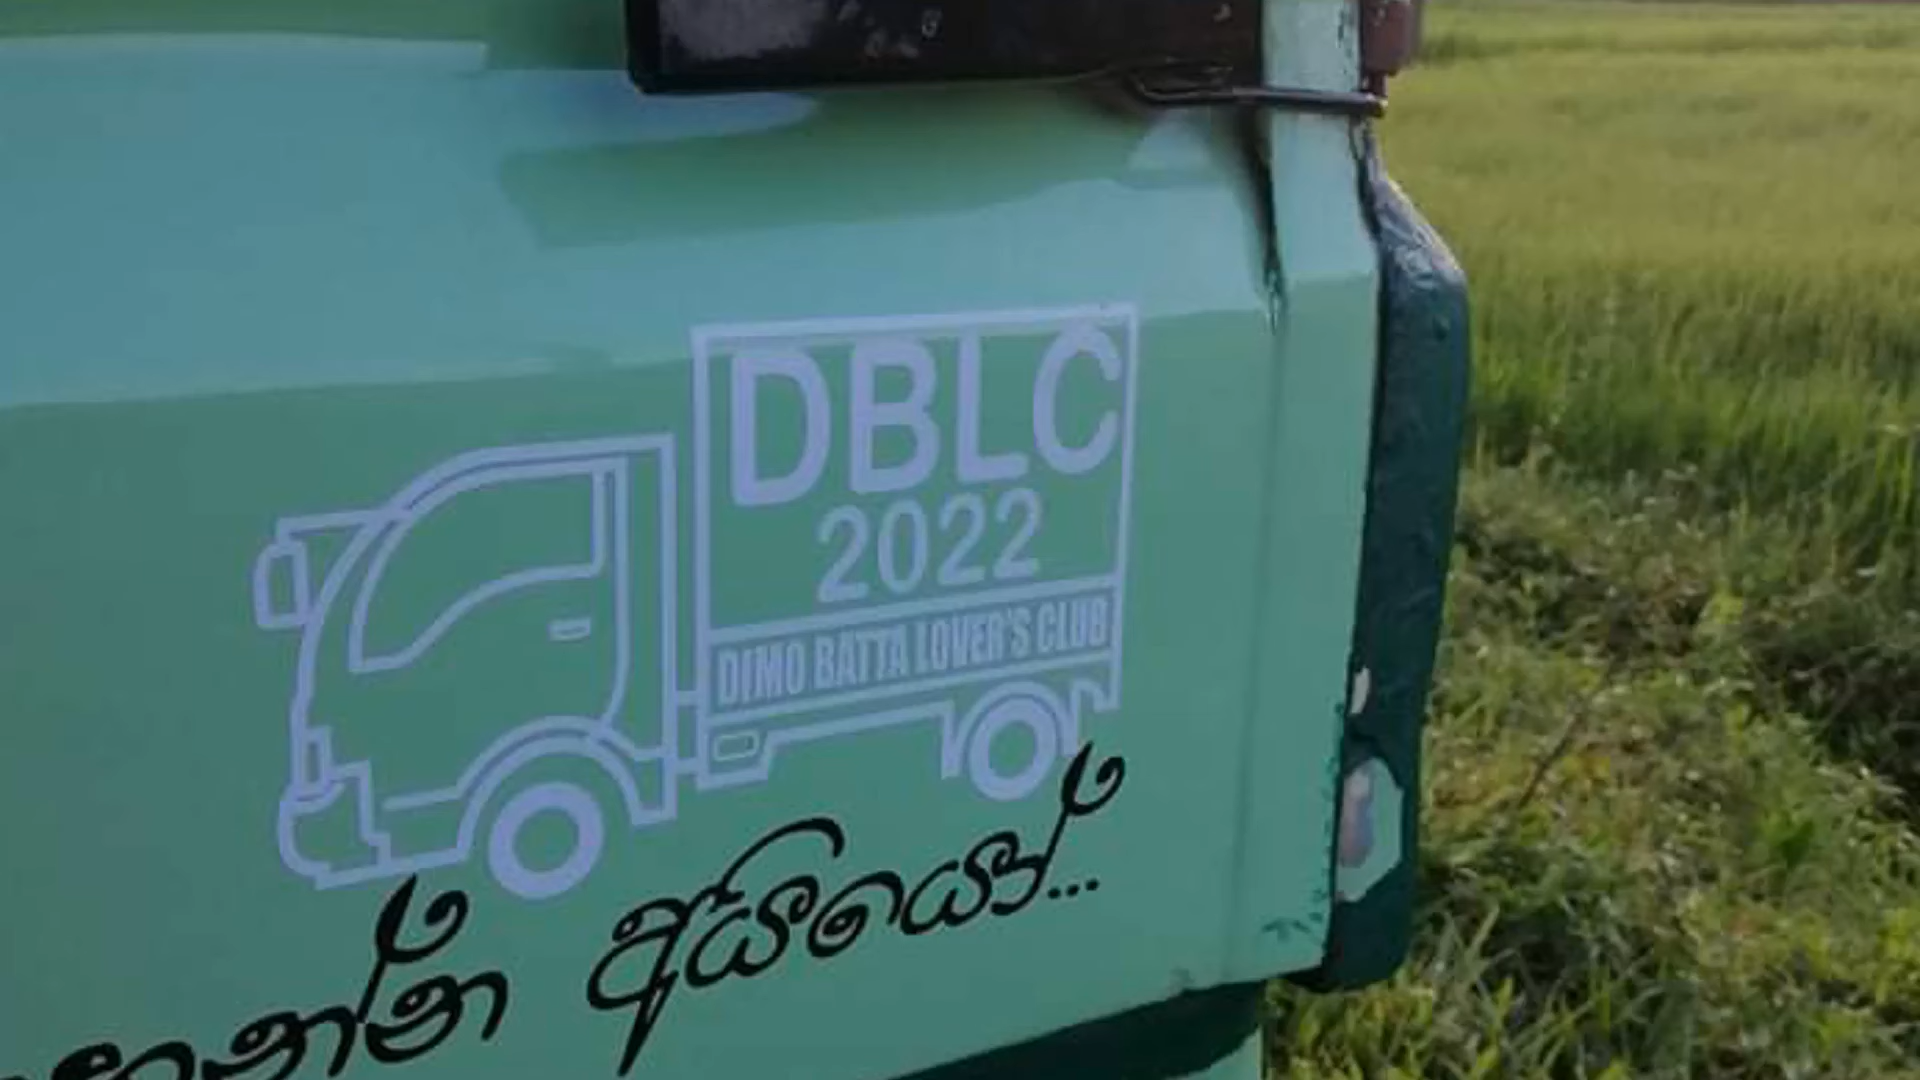 DBLC
2022
DIMO BATTA LOVER'S CLUB
අයියෝ...